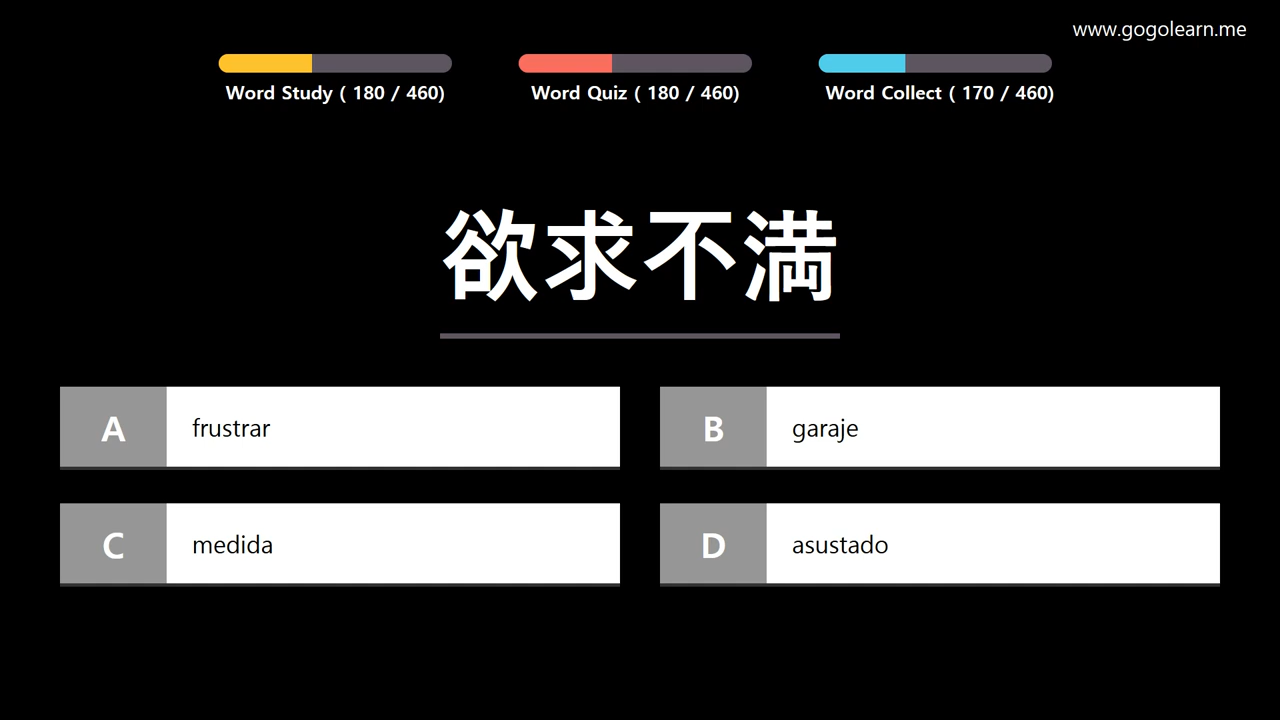 www.gogolearn.me
Word Study ( 180 / 460)
Word Quiz ( 180 / 460)
Word Collect ( 170 / 460)
欲求不満
A frustrar
B garaje
C medida
D asustado